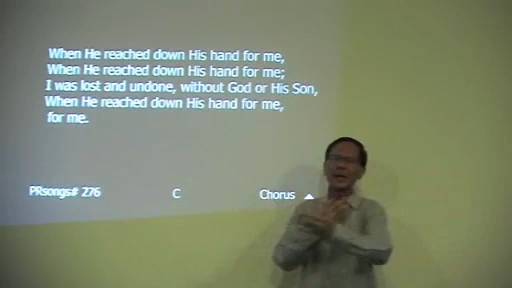 When He reached down His hand for me,
When He reached down His hand for me;
I was lost and undone, without God or His Son,
When He reached down His hand for me,
for me.
PRsongs# 276 C Chorus